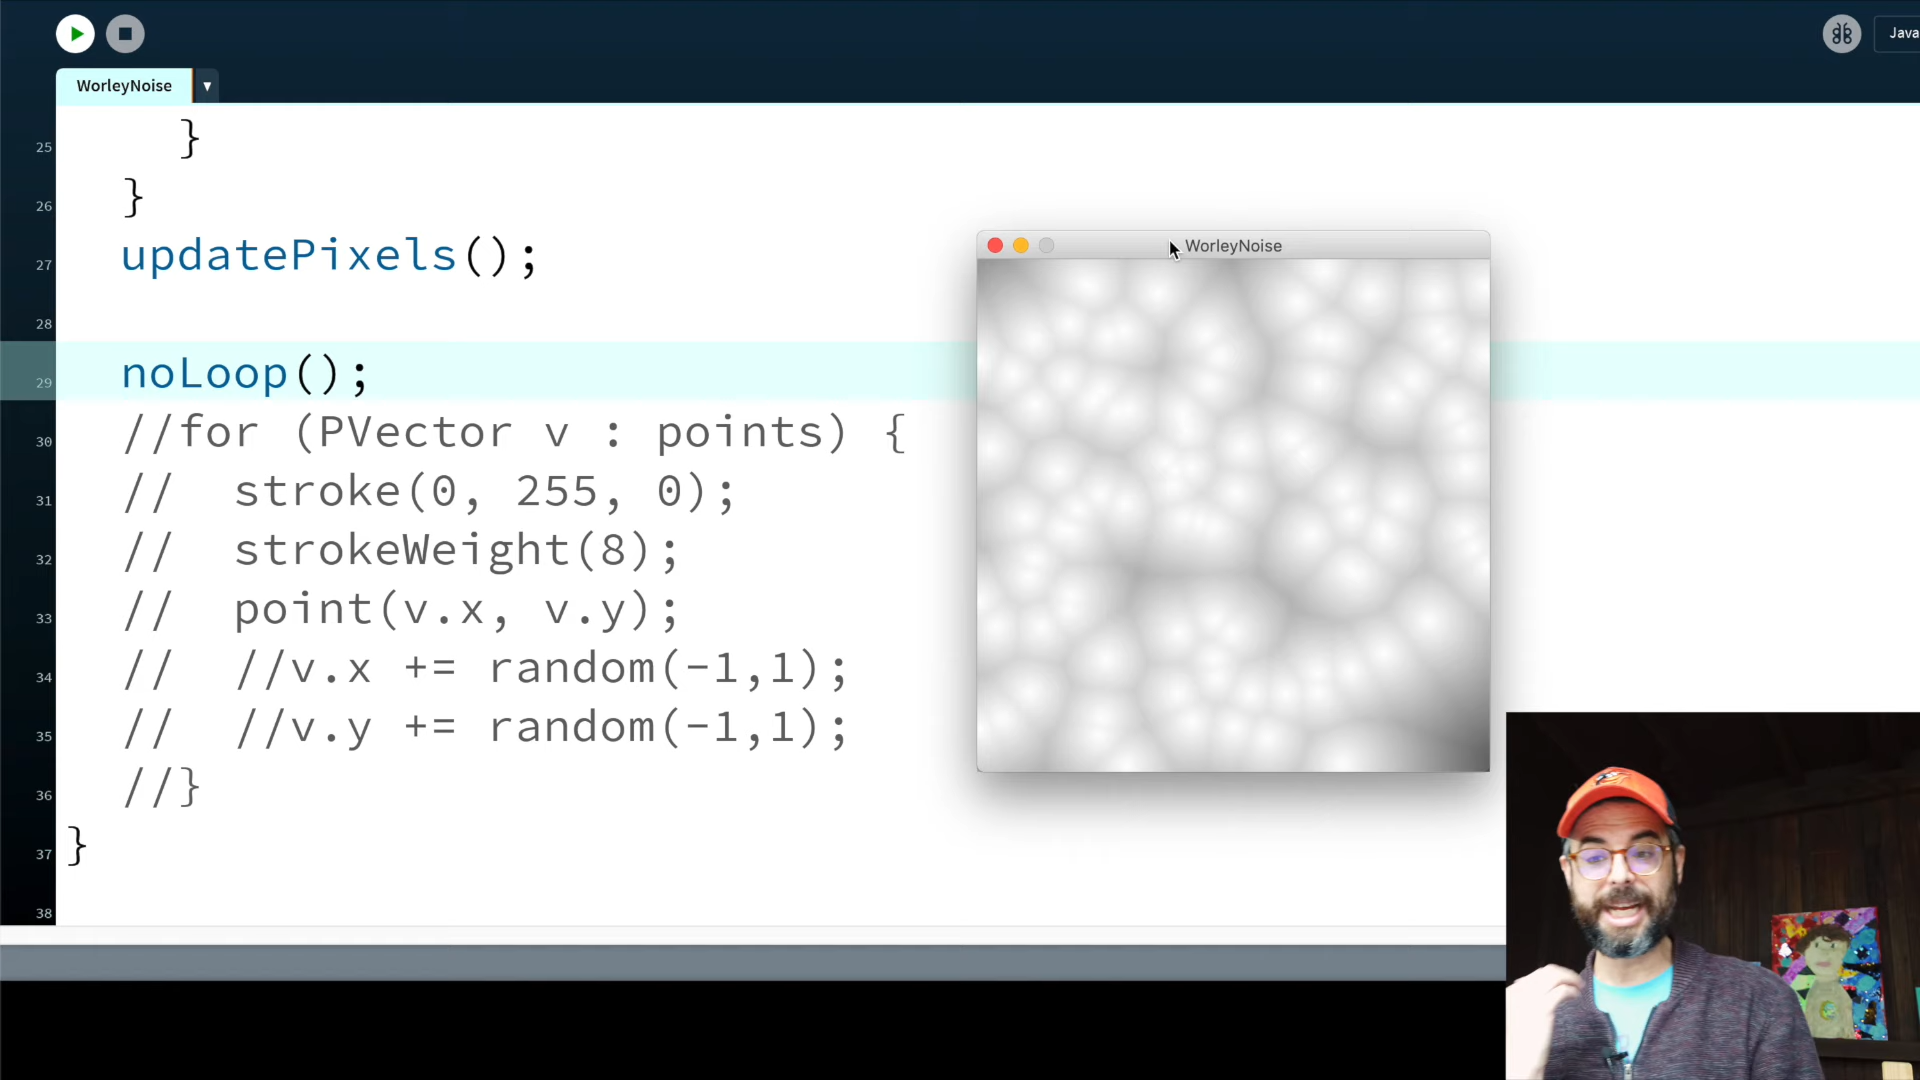 Java
WorleyNoise ▼
25 }
26 }
27 updatePixels();
28
29 noLoop();
30 //for (PVector v : points) {
31 // stroke(0, 255, 0);
32 // strokeWeight(8);
33 // point(v.x, v.y);
34 // //v.x += random(-1,1);
35 // //v.y += random(-1,1);
36 //}
37 }
38
WorleyNoise